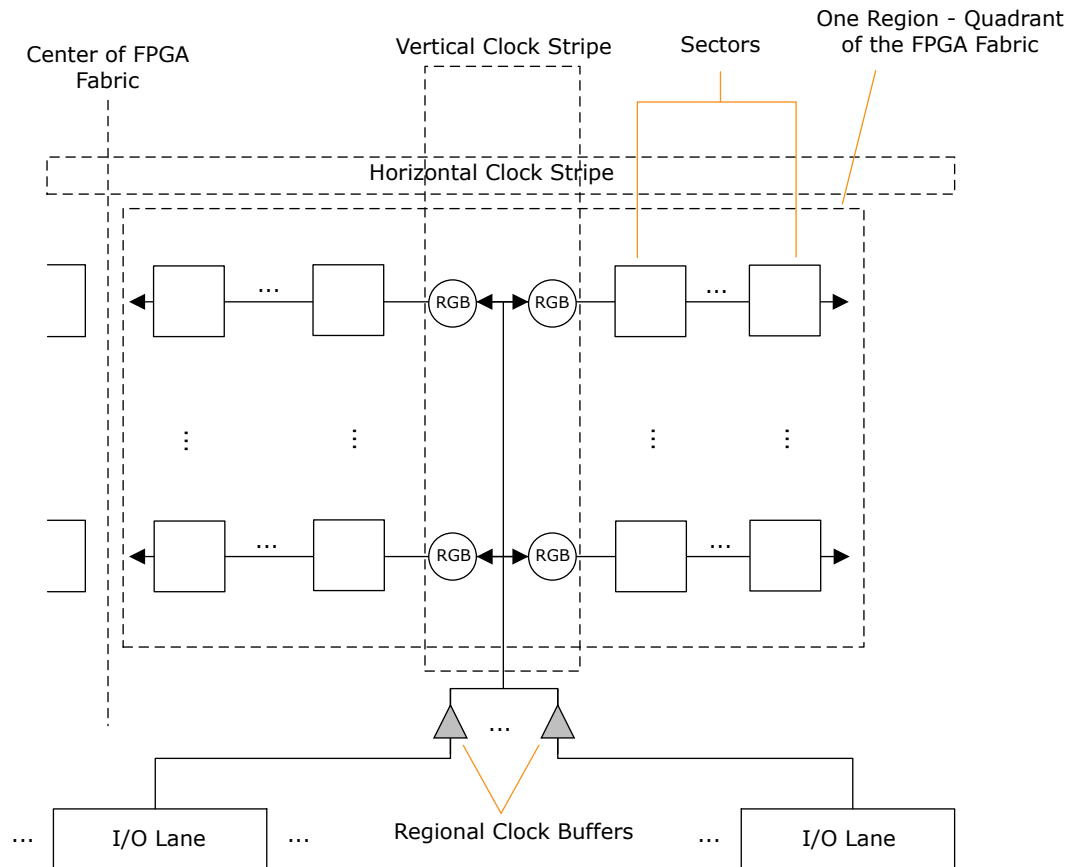 One Region - Quadrant
of the FPGA Fabric
Vertical Clock Stripe
Sectors
Center of FPGA
Fabric
Horizontal Clock Stripe
...
...
RGB
RGB
...
...
...
...
...
...
RGB
RGB
...
...
I/O Lane
...
Regional Clock Buffers
...
I/O Lane